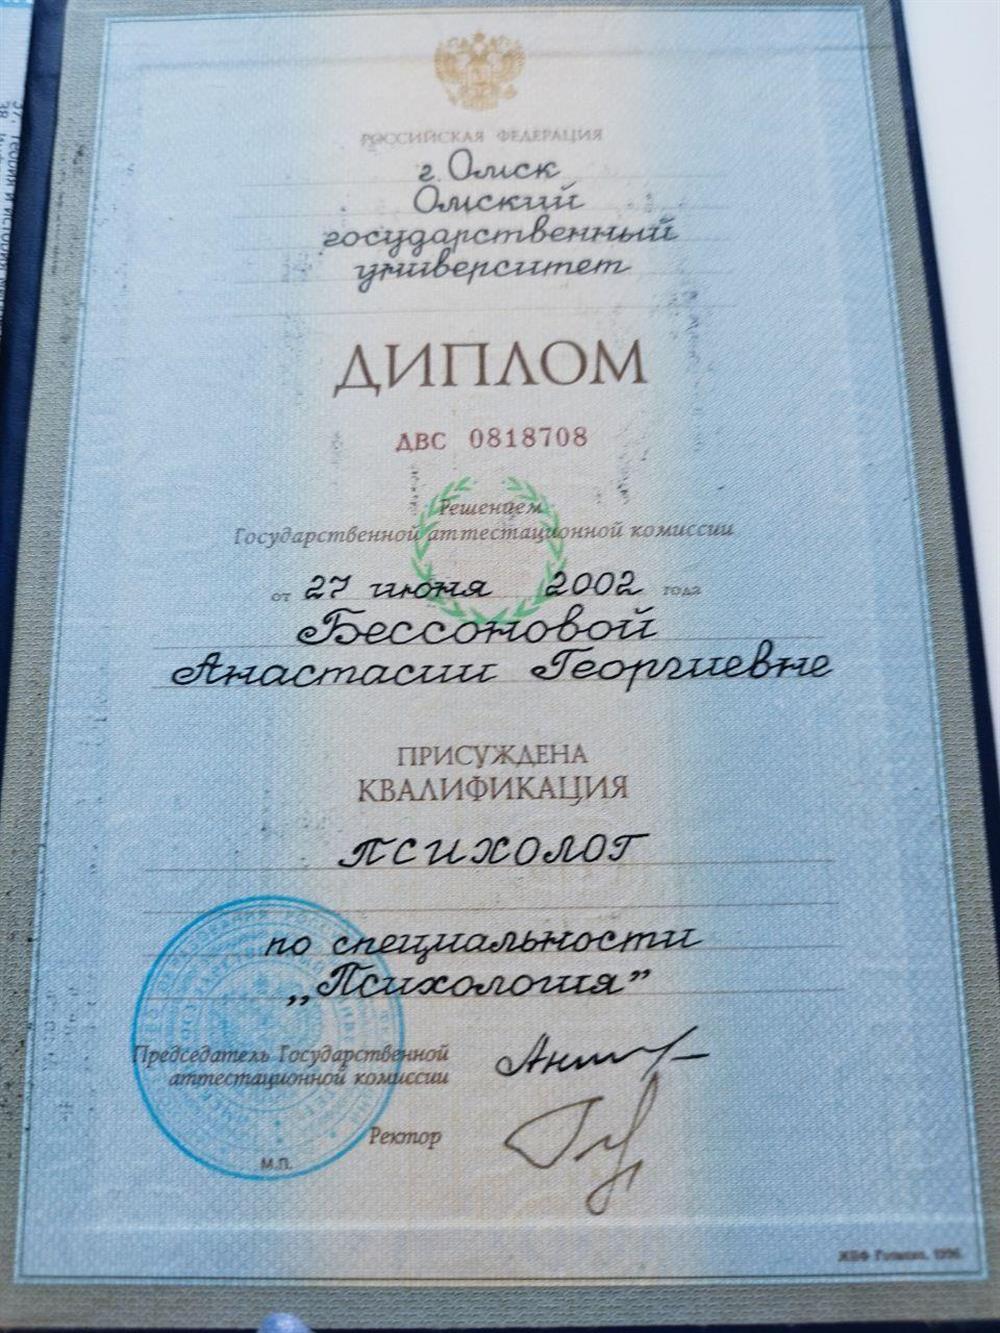 РОССИЙСКАЯ ФЕДЕРАЦИЯ
г. Омск
Омский
государственный
университет
ДИПЛОМ
ДВС 0818708
Решением
Государственной аттестационной комиссии
от 27 июня 2002 года
Бессоновой
Анастасии Георгиевне
ПРИСУЖДЕНА
КВАЛИФИКАЦИЯ
ПСИХОЛОГ
по специальности
„Психология”
Председатель Государственной
аттестационной комиссии
Ректор
М.П.